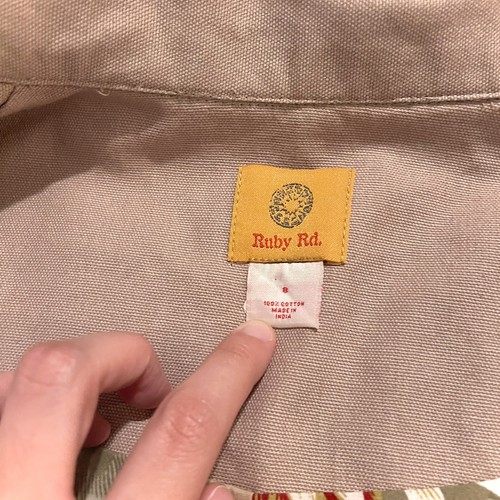 Ruby Rd.
8
100% COTTON
MADE IN
INDIA